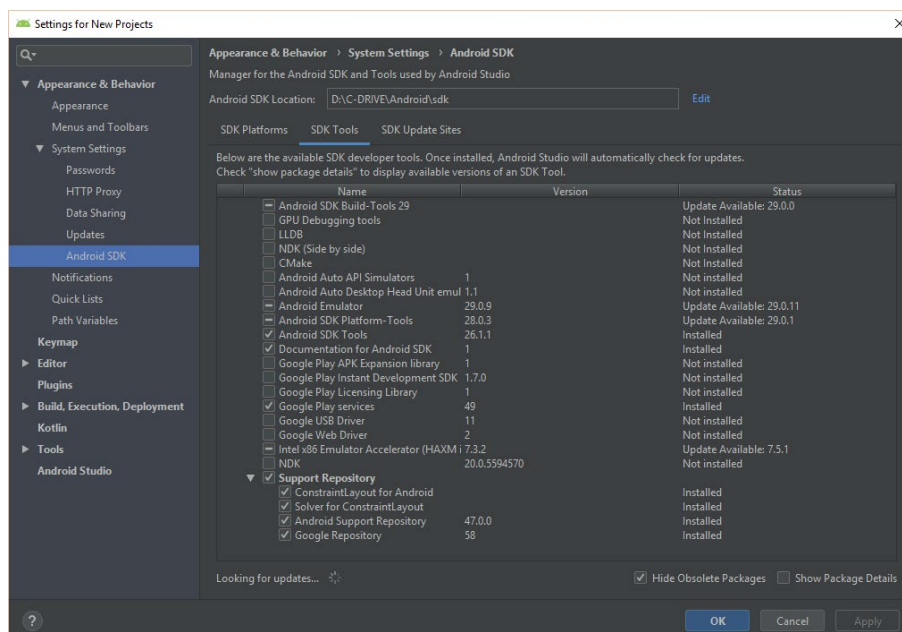 Settings for New Projects
Appearance & Behavior
Appearance
Menus and Toolbars
System Settings
Passwords
HTTP Proxy
Data Sharing
Updates
Android SDK
Notifications
Quick Lists
Path Variables
Keymap
Editor
Plugins
Build, Execution, Deployment
Kotlin
Tools
Android Studio
Appearance & Behavior › System Settings › Android SDK
Manager for the Android SDK and Tools used by Android Studio
Android SDK Location: D:\C-DRIVE\Android\sdk Edit
SDK Platforms SDK Tools SDK Update Sites
Below are the available SDK developer tools. Once installed, Android Studio will automatically check for updates.
Check "show package details" to display available versions of an SDK Tool.
Name Version Status
Android SDK Build-Tools 29 Update Available: 29.0.0
GPU Debugging tools Not Installed
LLDB Not Installed
NDK (Side by side) Not Installed
CMake Not Installed
Android Auto API Simulators 1 Not installed
Android Auto Desktop Head Unit emul 1.1 Not installed
Android Emulator 29.0.9 Update Available: 29.0.11
Android SDK Platform-Tools 28.0.3 Update Available: 29.0.1
Android SDK Tools 26.1.1 Installed
Documentation for Android SDK 1 Installed
Google Play APK Expansion library 1 Not installed
Google Play Instant Development SDK 1.7.0 Not installed
Google Play Licensing Library 1 Not installed
Google Play services 49 Installed
Google USB Driver 11 Not installed
Google Web Driver 2 Not installed
Intel x86 Emulator Accelerator (HAXM i 7.3.2 Update Available: 7.5.1
NDK 20.0.5594570 Not installed
Support Repository
ConstraintLayout for Android Installed
Solver for ConstraintLayout Installed
Android Support Repository 47.0.0 Installed
Google Repository 58 Installed
Looking for updates... Hide Obsolete Packages Show Package Details
? OK Cancel Apply